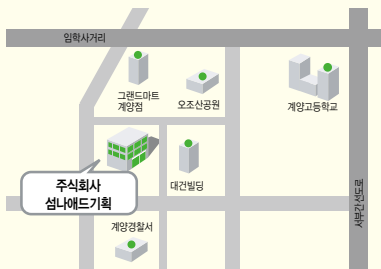 임학사거리
그랜드마트
계양점
오조산공원
계양고등학교
주식회사
섬나애드기획
대건빌딩
서부간선도로
계양경찰서